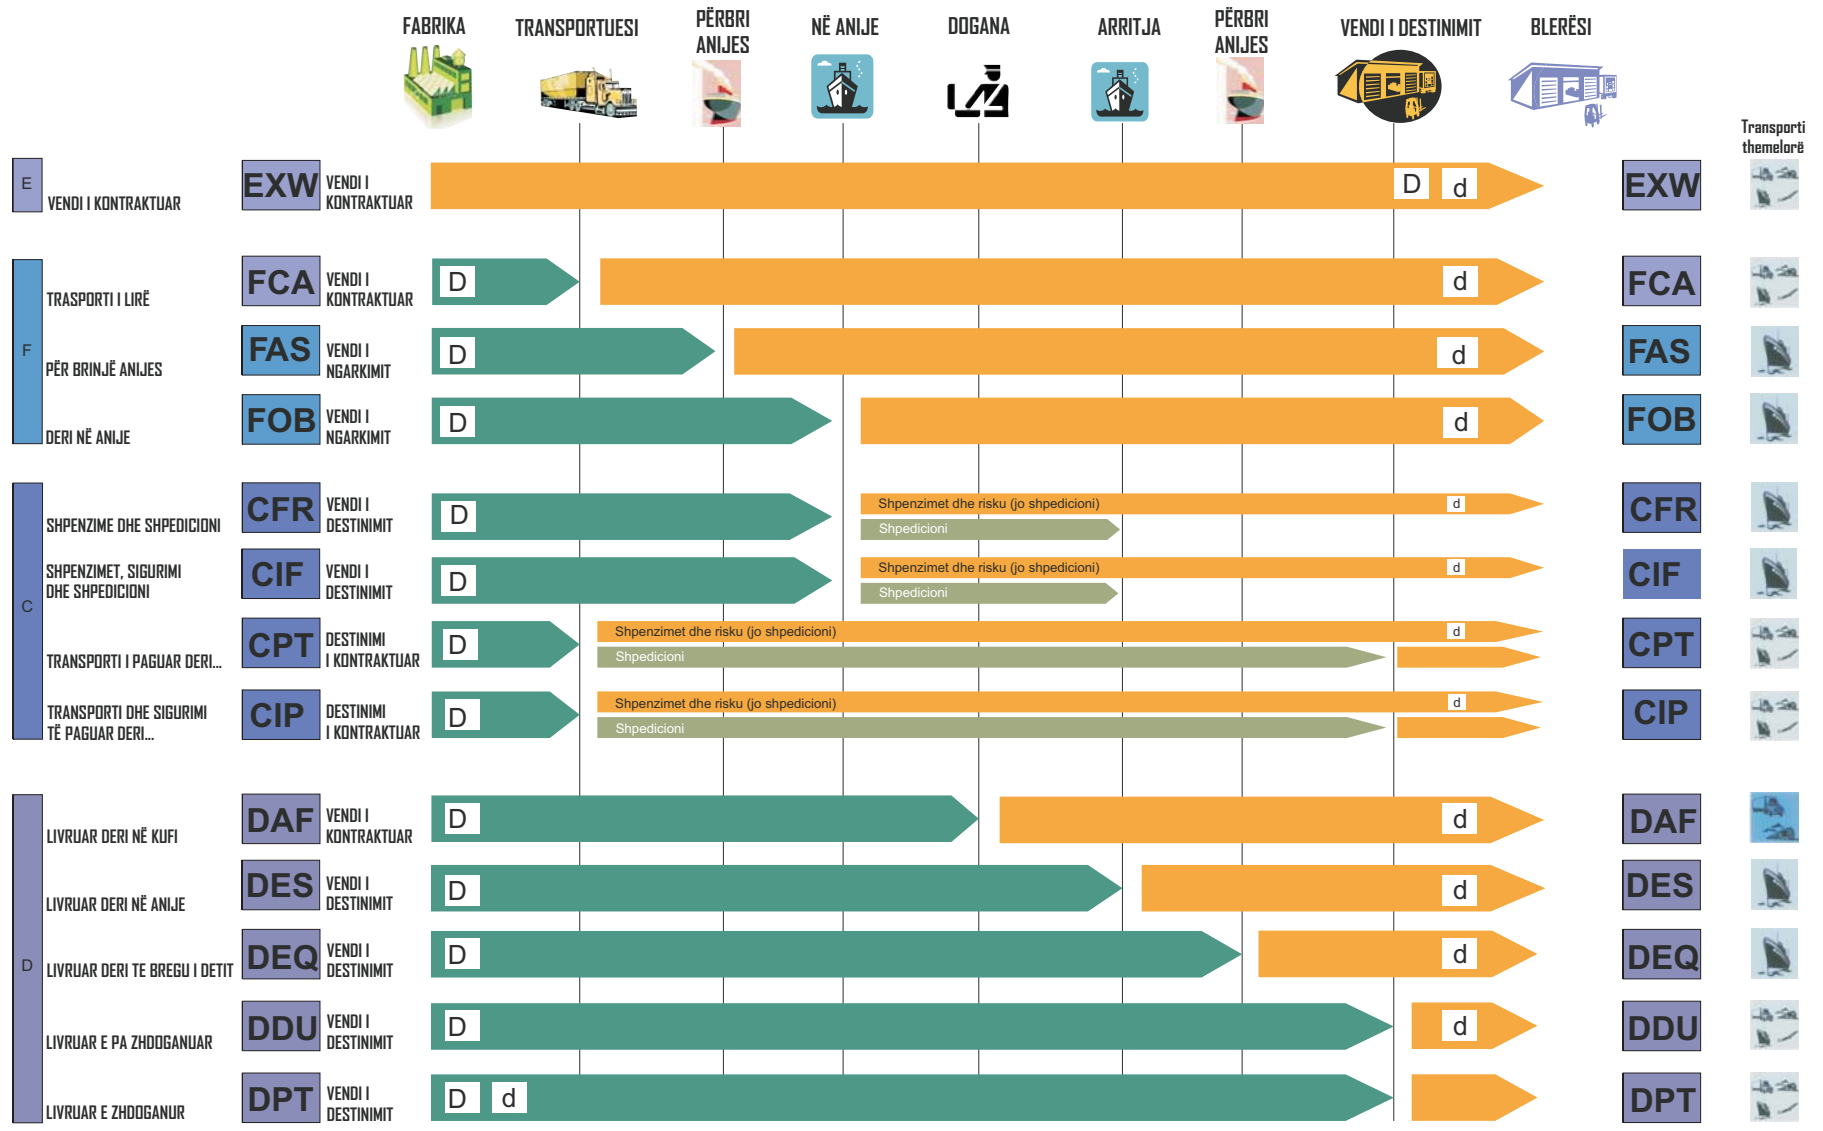 FABRIKA
TRANSPORTUESI
PËRBRI
ANIJES
NË ANIJE
DOGANA
ARRITJA
PËRBRI
ANIJES
VENDI I DESTINIMIT
BLERËSI
Transporti
themelorë
E
VENDI I KONTRAKTUAR
EXW
VENDI I
KONTRAKTUAR
D
d
EXW
F
TRASPORTI I LIRË
FCA
VENDI I
KONTRAKTUAR
D
d
FCA
PËR BRINJË ANIJES
FAS
VENDI I
NGARKIMIT
D
d
FAS
DERI NË ANIJE
FOB
VENDI I
NGARKIMIT
D
d
FOB
C
SHPENZIME DHE SHPEDICIONI
CFR
VENDI I
DESTINIMIT
D
Shpenzimet dhe risku (jo shpedicioni)
d
Shpedicioni
CFR
SHPENZIMET, SIGURIMI
DHE SHPEDICIONI
CIF
VENDI I
DESTINIMIT
D
Shpenzimet dhe risku (jo shpedicioni)
d
Shpedicioni
CIF
TRANSPORTI I PAGUAR DERI...
CPT
DESTINIMI
I KONTRAKTUAR
D
Shpenzimet dhe risku (jo shpedicioni)
d
Shpedicioni
CPT
TRANSPORTI DHE SIGURIMI
TË PAGUAR DERI...
CIP
DESTINIMI
I KONTRAKTUAR
D
Shpenzimet dhe risku (jo shpedicioni)
d
Shpedicioni
CIP
D
LIVRUAR DERI NË KUFI
DAF
VENDI I
KONTRAKTUAR
D
d
DAF
LIVRUAR DERI NË ANIJE
DES
VENDI I
DESTINIMIT
D
d
DES
LIVRUAR DERI TE BREGU I DETIT
DEQ
VENDI I
DESTINIMIT
D
d
DEQ
LIVRUAR E PA ZHDOGANUAR
DDU
VENDI I
DESTINIMIT
D
d
DDU
LIVRUAR E ZHDOGANUR
DPT
VENDI I
DESTINIMIT
D
d
DPT